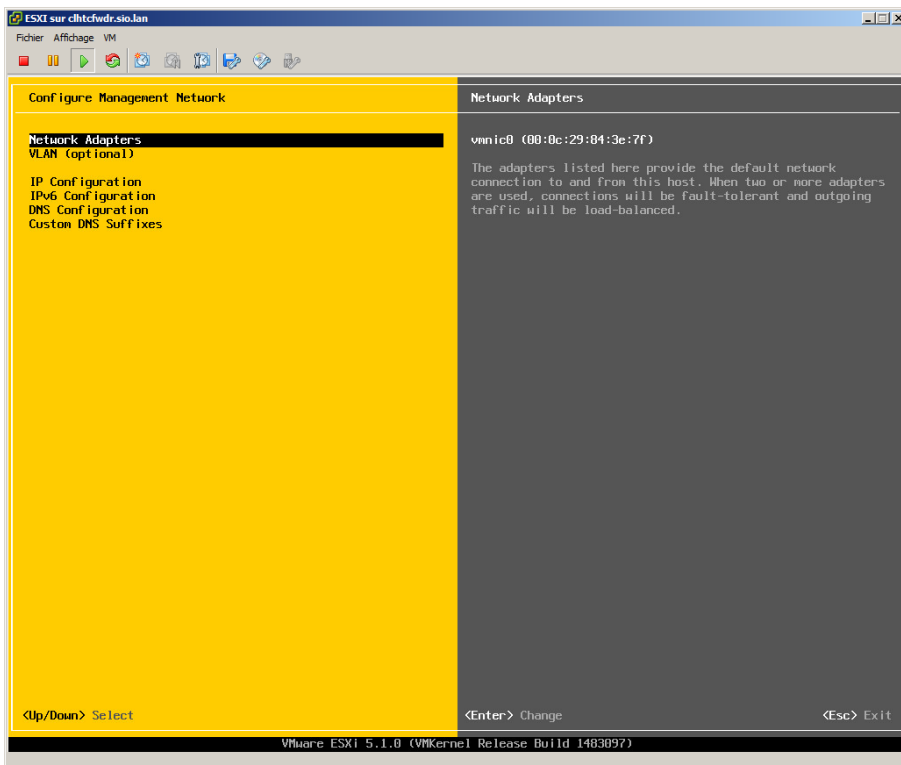 ESXI sur clhtcfwdr.sio.lan
Fichier Affichage VM
Configure Management Network
Network Adapters
VLAN (optional)
IP Configuration
IPv6 Configuration
DNS Configuration
Custom DNS Suffixes
<Up/Down> Select
Network Adapters
vmnic0 (00:0c:29:84:3e:7f)
The adapters listed here provide the default network
connection to and from this host. When two or more adapters
are used, connections will be fault-tolerant and outgoing
traffic will be load-balanced.
<Enter> Change
<Esc> Exit
VMware ESXi 5.1.0 (VMKernel Release Build 1483097)